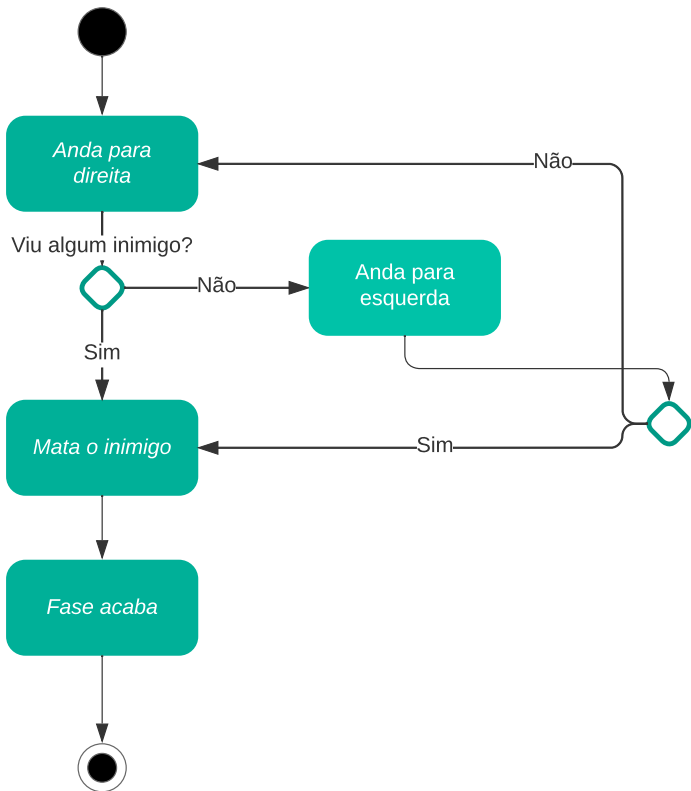 Anda para
direita
Não
Viu algum inimigo?
Não
Anda para
esquerda
Sim
Mata o inimigo
Sim
Fase acaba